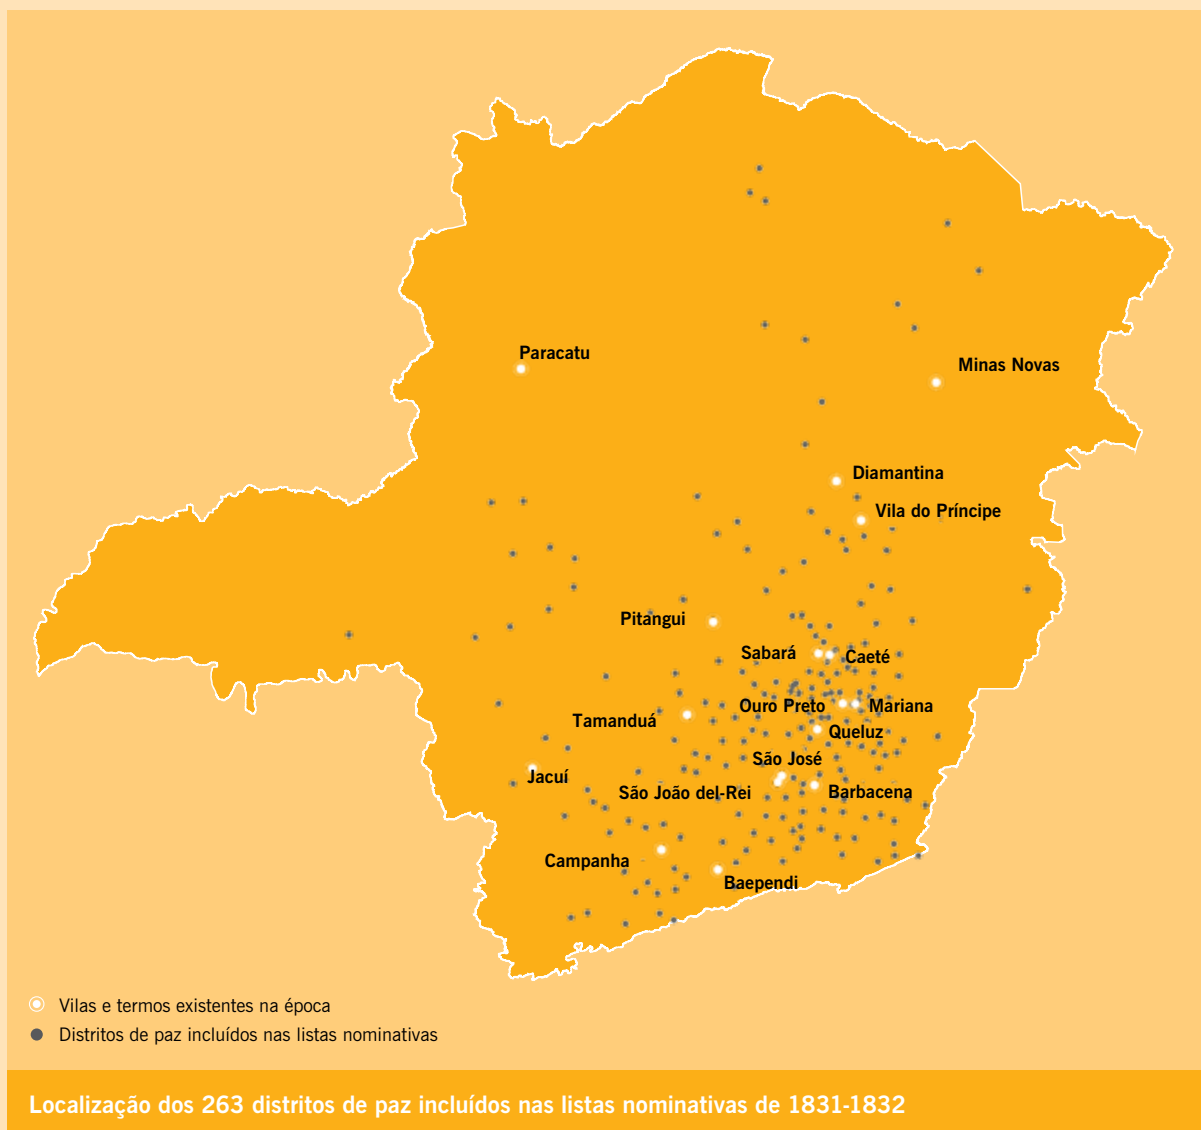 Paracatu
Minas Novas
Diamantina
Vila do Príncipe
Pitangui
Sabará
Caeté
Ouro Preto
Mariana
Tamanduá
Queluz
São José
Jacuí
São João del-Rei
Barbacena
Campanha
Baependi
Vilas e termos existentes na época
Distritos de paz incluídos nas listas nominativas
Localização dos 263 distritos de paz incluídos nas listas nominativas de 1831-1832